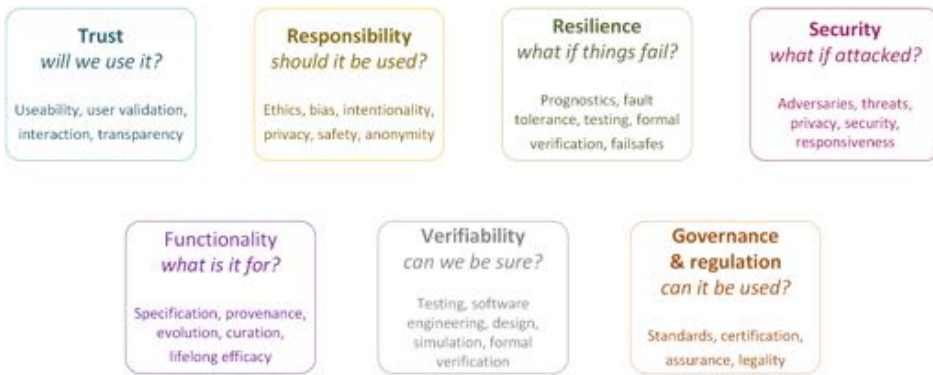 Trust
will we use it?
Useability, user validation,
interaction, transparency
Responsibility
should it be used?
Ethics, bias, intentionality,
privacy, safety, anonymity
Resilience
what if things fail?
Prognostics, fault
tolerance, testing, formal
verification, failsafes
Security
what if attacked?
Adversaries, threats,
privacy, security,
responsiveness
Functionality
what is it for?
Specification, provenance,
evolution, curation,
lifelong efficacy
Verifiability
can we be sure?
Testing, software
engineering, design,
simulation, formal
verification
Governance
& regulation
can it be used?
Standards, certification,
assurance, legality